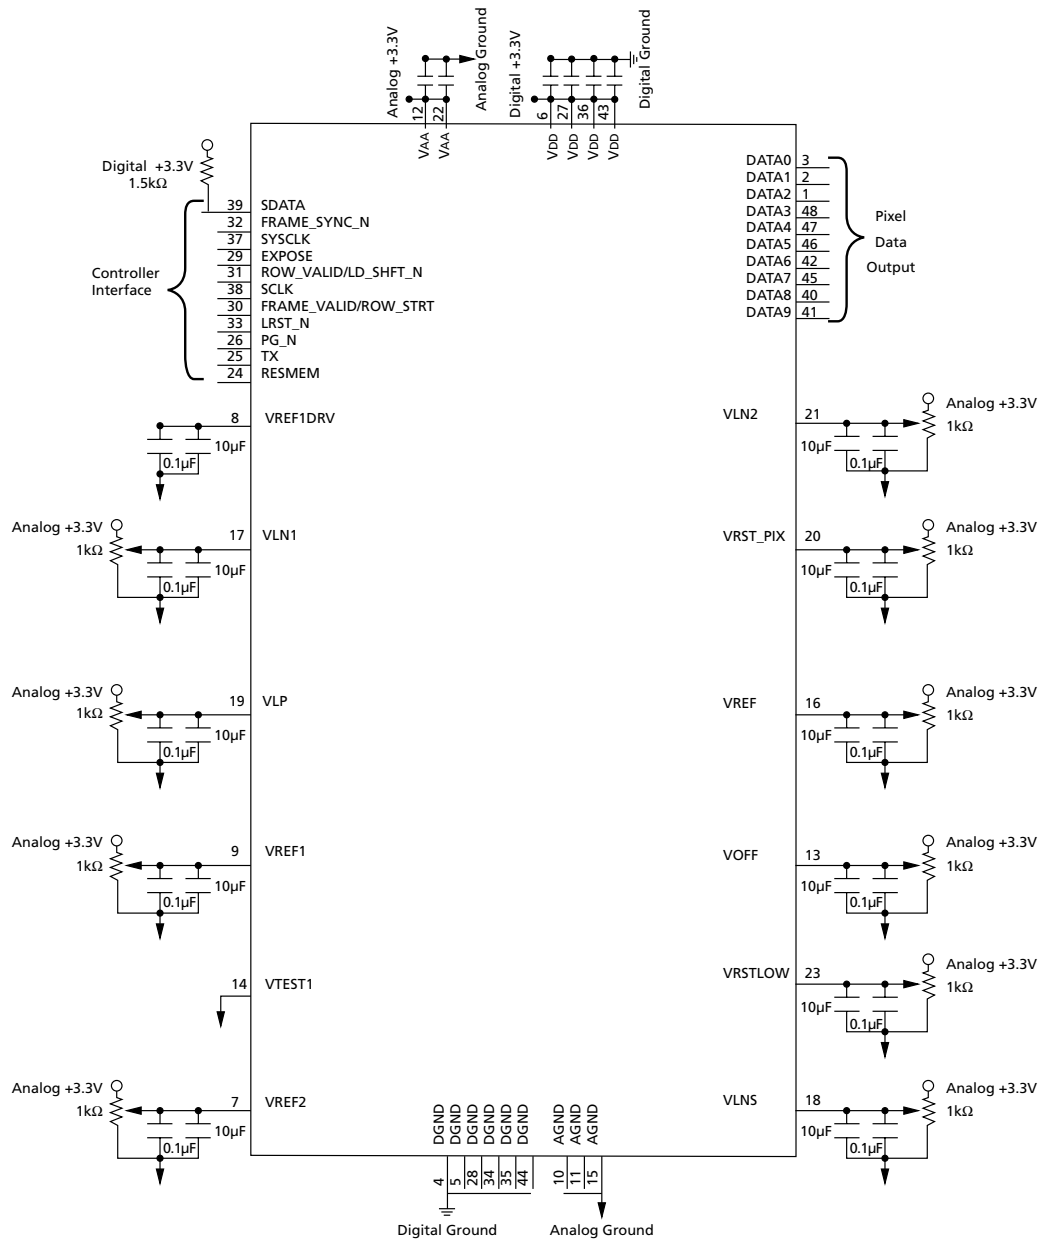 Analog +3.3V
Analog Ground
Digital +3.3V
Digital Ground
12
22
6
27
36
43
VAA
VAA
VDD
VDD
VDD
VDD
Digital +3.3V
1.5kΩ
Controller
Interface
39 SDATA
32 FRAME_SYNC_N
37 SYSCLK
29 EXPOSE
31 ROW_VALID/LD_SHFT_N
38 SCLK
30 FRAME_VALID/ROW_STRT
33 LRST_N
26 PG_N
25 TX
24 RESMEM
DATA0 3
DATA1 2
DATA2 1
DATA3 48
DATA4 47
DATA5 46
DATA6 42
DATA7 45
DATA8 40
DATA9 41
Pixel
Data
Output
8 VREF1DRV
10µF
0.1µF
VLN2 21
Analog +3.3V
1kΩ
10µF
0.1µF
Analog +3.3V
1kΩ
17 VLN1
10µF
0.1µF
VRST_PIX 20
Analog +3.3V
1kΩ
10µF
0.1µF
Analog +3.3V
1kΩ
19 VLP
10µF
0.1µF
VREF 16
Analog +3.3V
1kΩ
10µF
0.1µF
Analog +3.3V
1kΩ
9 VREF1
10µF
0.1µF
VOFF 13
Analog +3.3V
1kΩ
10µF
0.1µF
14 VTEST1
VRSTLOW 23
Analog +3.3V
1kΩ
10µF
0.1µF
Analog +3.3V
1kΩ
7 VREF2
10µF
0.1µF
VLNS 18
Analog +3.3V
1kΩ
10µF
0.1µF
DGND
DGND
DGND
DGND
DGND
DGND
AGND
AGND
AGND
4
5
28
34
35
44
10
11
15
Digital Ground
Analog Ground